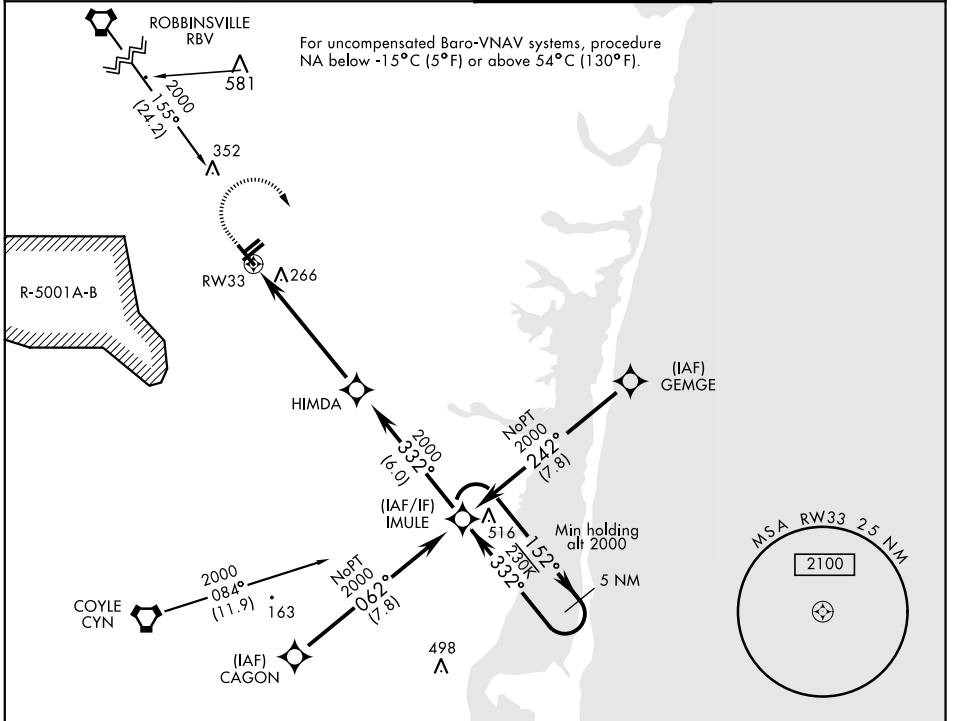 ROBBINSVILLE
RBV
For uncompensated Baro-VNAV systems, procedure
NA below -15°C (5°F) or above 54°C (130°F).
581
2000
155°
(24.2)
352
R-5001A-B
RW33
266
HIMDA
(IAF)
GEMGE
NoPT
2000
242°
(7.8)
2000
332°
(6.0)
(IAF/IF)
IMULE
516
Min holding
alt 2000
152°
230K
332°
5 NM
MSA RW33 25 NM
2100
COYLE
CYN
2000
084°
(11.9)
163
NoPT
2000
062°
(7.8)
(IAF)
CAGON
498